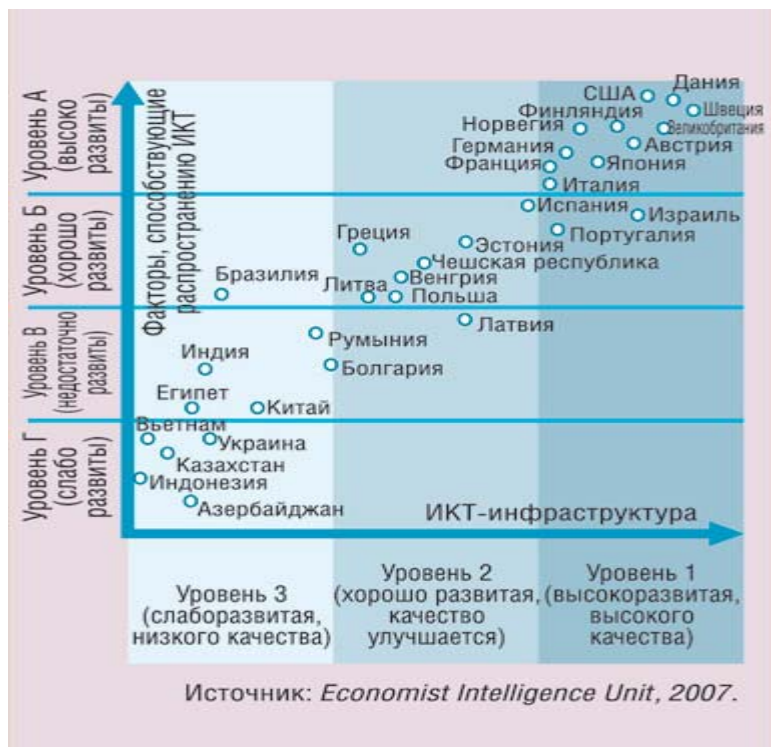 Уровень А
(высоко
развиты)
Уровень Б
(хорошо
развиты)
Уровень В
(недостаточно
развиты)
Уровень Г
(слабо
развиты)
Факторы, способствующие
распространению ИКТ
США
Дания
Финляндия
Швеция
Норвегия
Великобритания
Германия
Австрия
Франция
Япония
Италия
Испания
Израиль
Греция
Эстония
Португалия
Чешская республика
Бразилия
Литва
Венгрия
Польша
Латвия
Румыния
Индия
Болгария
Египет
Китай
Вьетнам
Украина
Казахстан
Индонезия
Азербайджан
ИКТ-инфраструктура
Уровень 3
(слаборазвитая,
низкого качества)
Уровень 2
(хорошо развитая,
качество
улучшается)
Уровень 1
(высокоразвитая,
высокого
качества)
Источник: Economist Intelligence Unit, 2007.